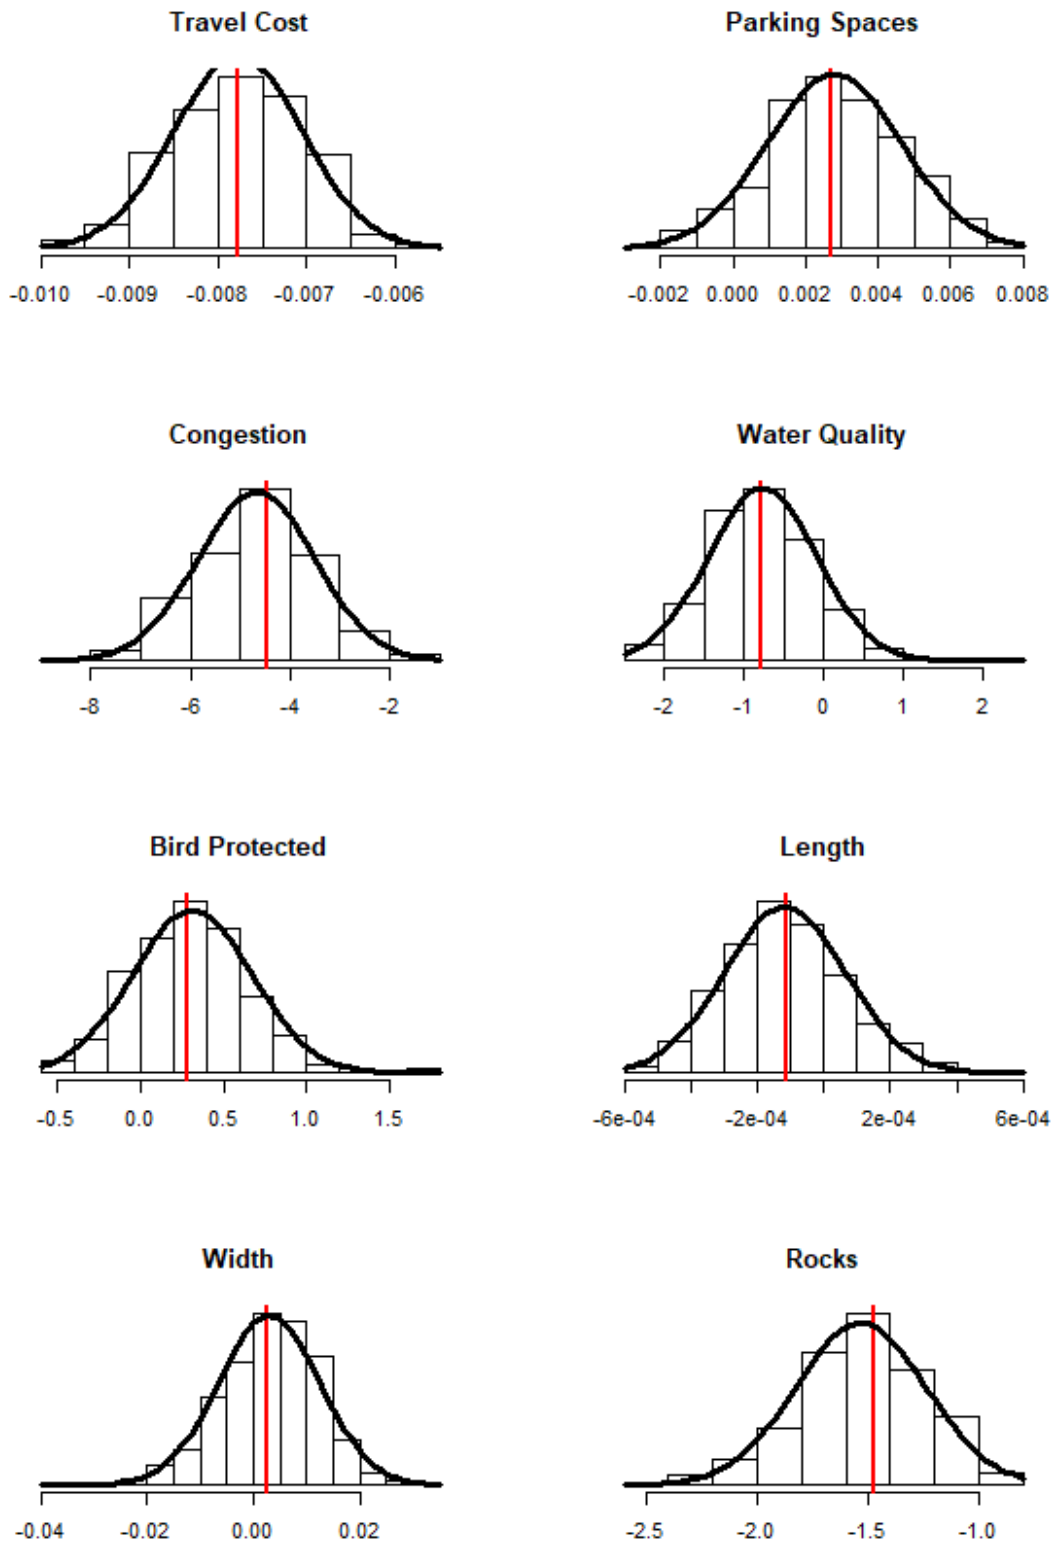 Travel Cost
-0.010 -0.009 -0.008 -0.007 -0.006
Parking Spaces
-0.002 0.000 0.002 0.004 0.006 0.008
Congestion
-8 -6 -4 -2
Water Quality
-2 -1 0 1 2
Bird Protected
-0.5 0.0 0.5 1.0 1.5
Length
-6e-04 -2e-04 2e-04 6e-04
Width
-0.04 -0.02 0.00 0.02
Rocks
-2.5 -2.0 -1.5 -1.0